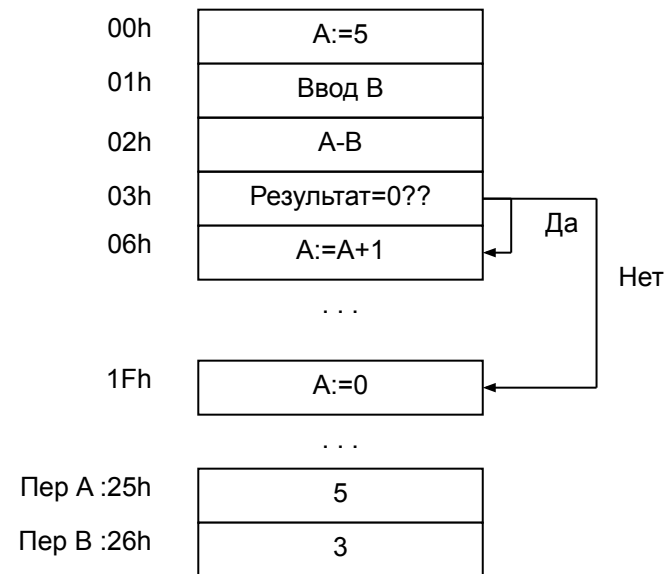 00h A:=5
01h Ввод B
02h A-B
03h Результат=0??
Да
06h A:=A+1
Нет
. . .
1Fh A:=0
. . .
Пер A :25h 5
Пер B :26h 3